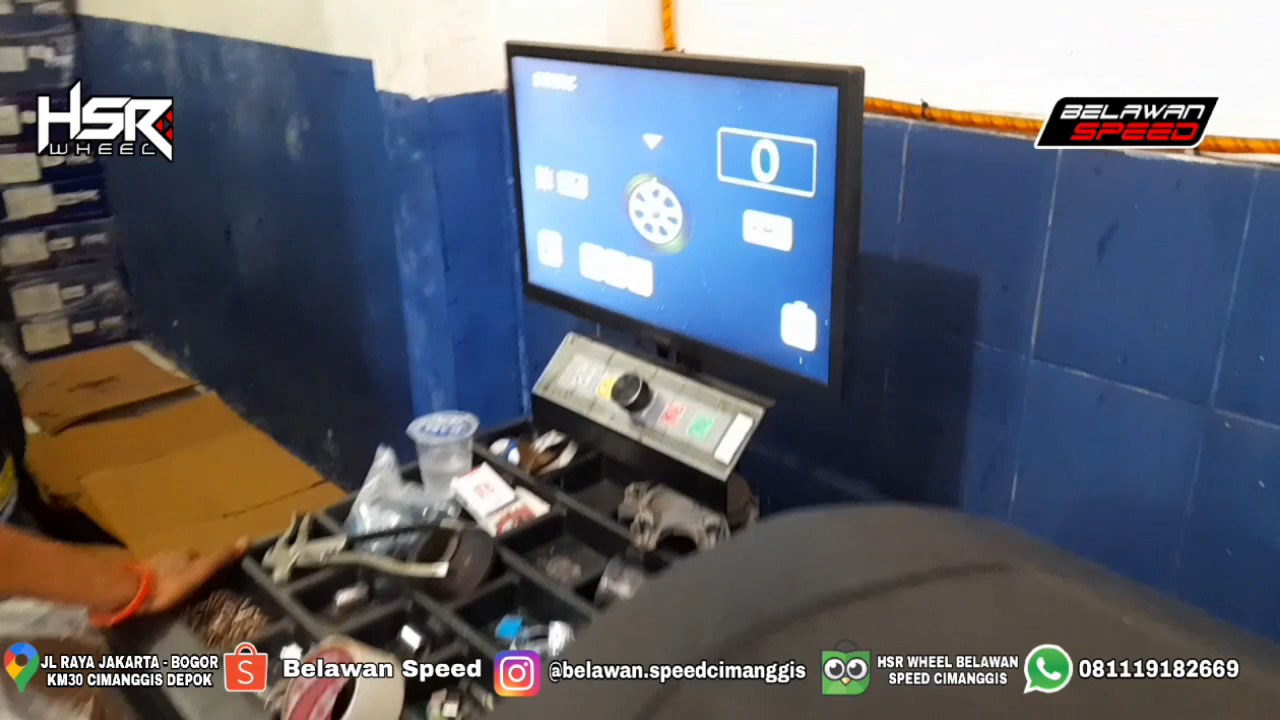 HSR
WHEEL
BELAWAN
SPEED
0
JL RAYA JAKARTA - BOGOR
KM30 CIMANGGIS DEPOK
Belawan Speed
@belawan.speedcimanggis
HSR WHEEL BELAWAN
SPEED CIMANGGIS
081119182669